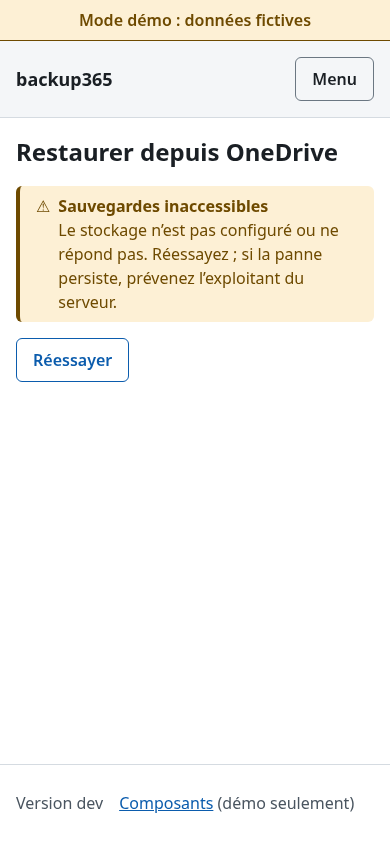 Mode démo : données fictives
backup365
Menu
Restaurer depuis OneDrive
⚠ Sauvegardes inaccessibles
Le stockage n’est pas configuré ou ne
répond pas. Réessayez ; si la panne
persiste, prévenez l’exploitant du
serveur.
Réessayer
Version dev Composants (démo seulement)